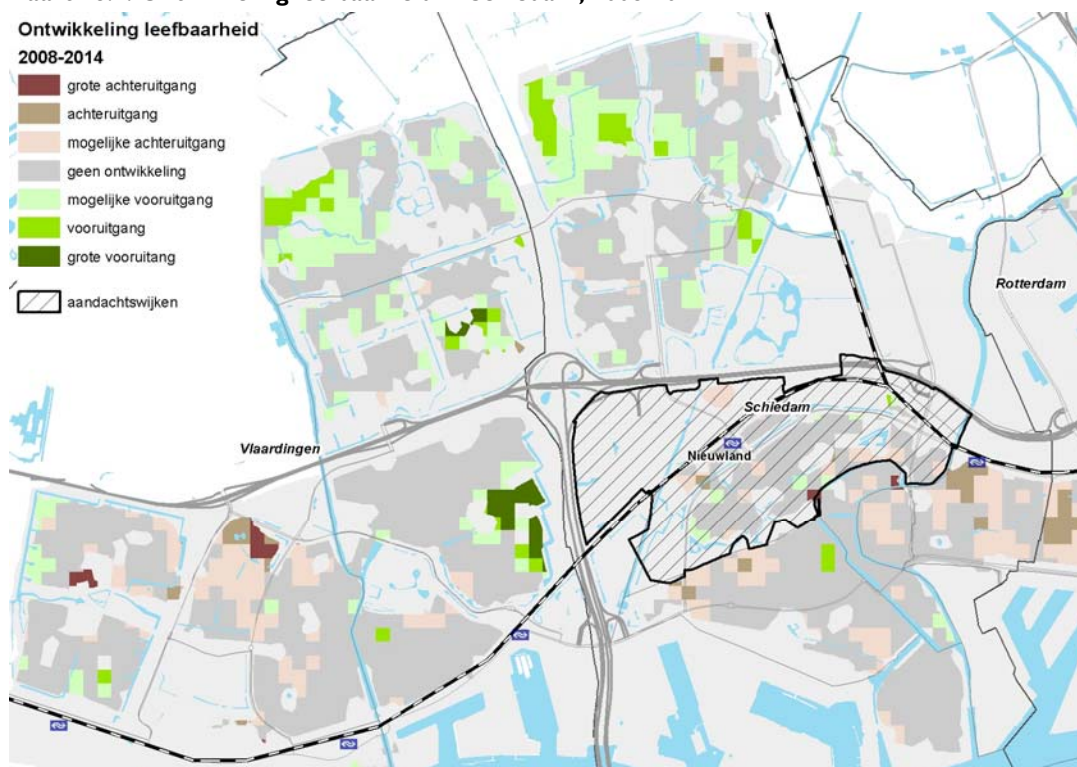 Ontwikkeling leefbaarheid
2008-2014
grote achteruitgang
achteruitgang
mogelijke achteruitgang
geen ontwikkeling
mogelijke vooruitgang
vooruitgang
grote vooruitang
aandachtswijken
Rotterdam
Schiedam
Vlaardingen
Nieuwland